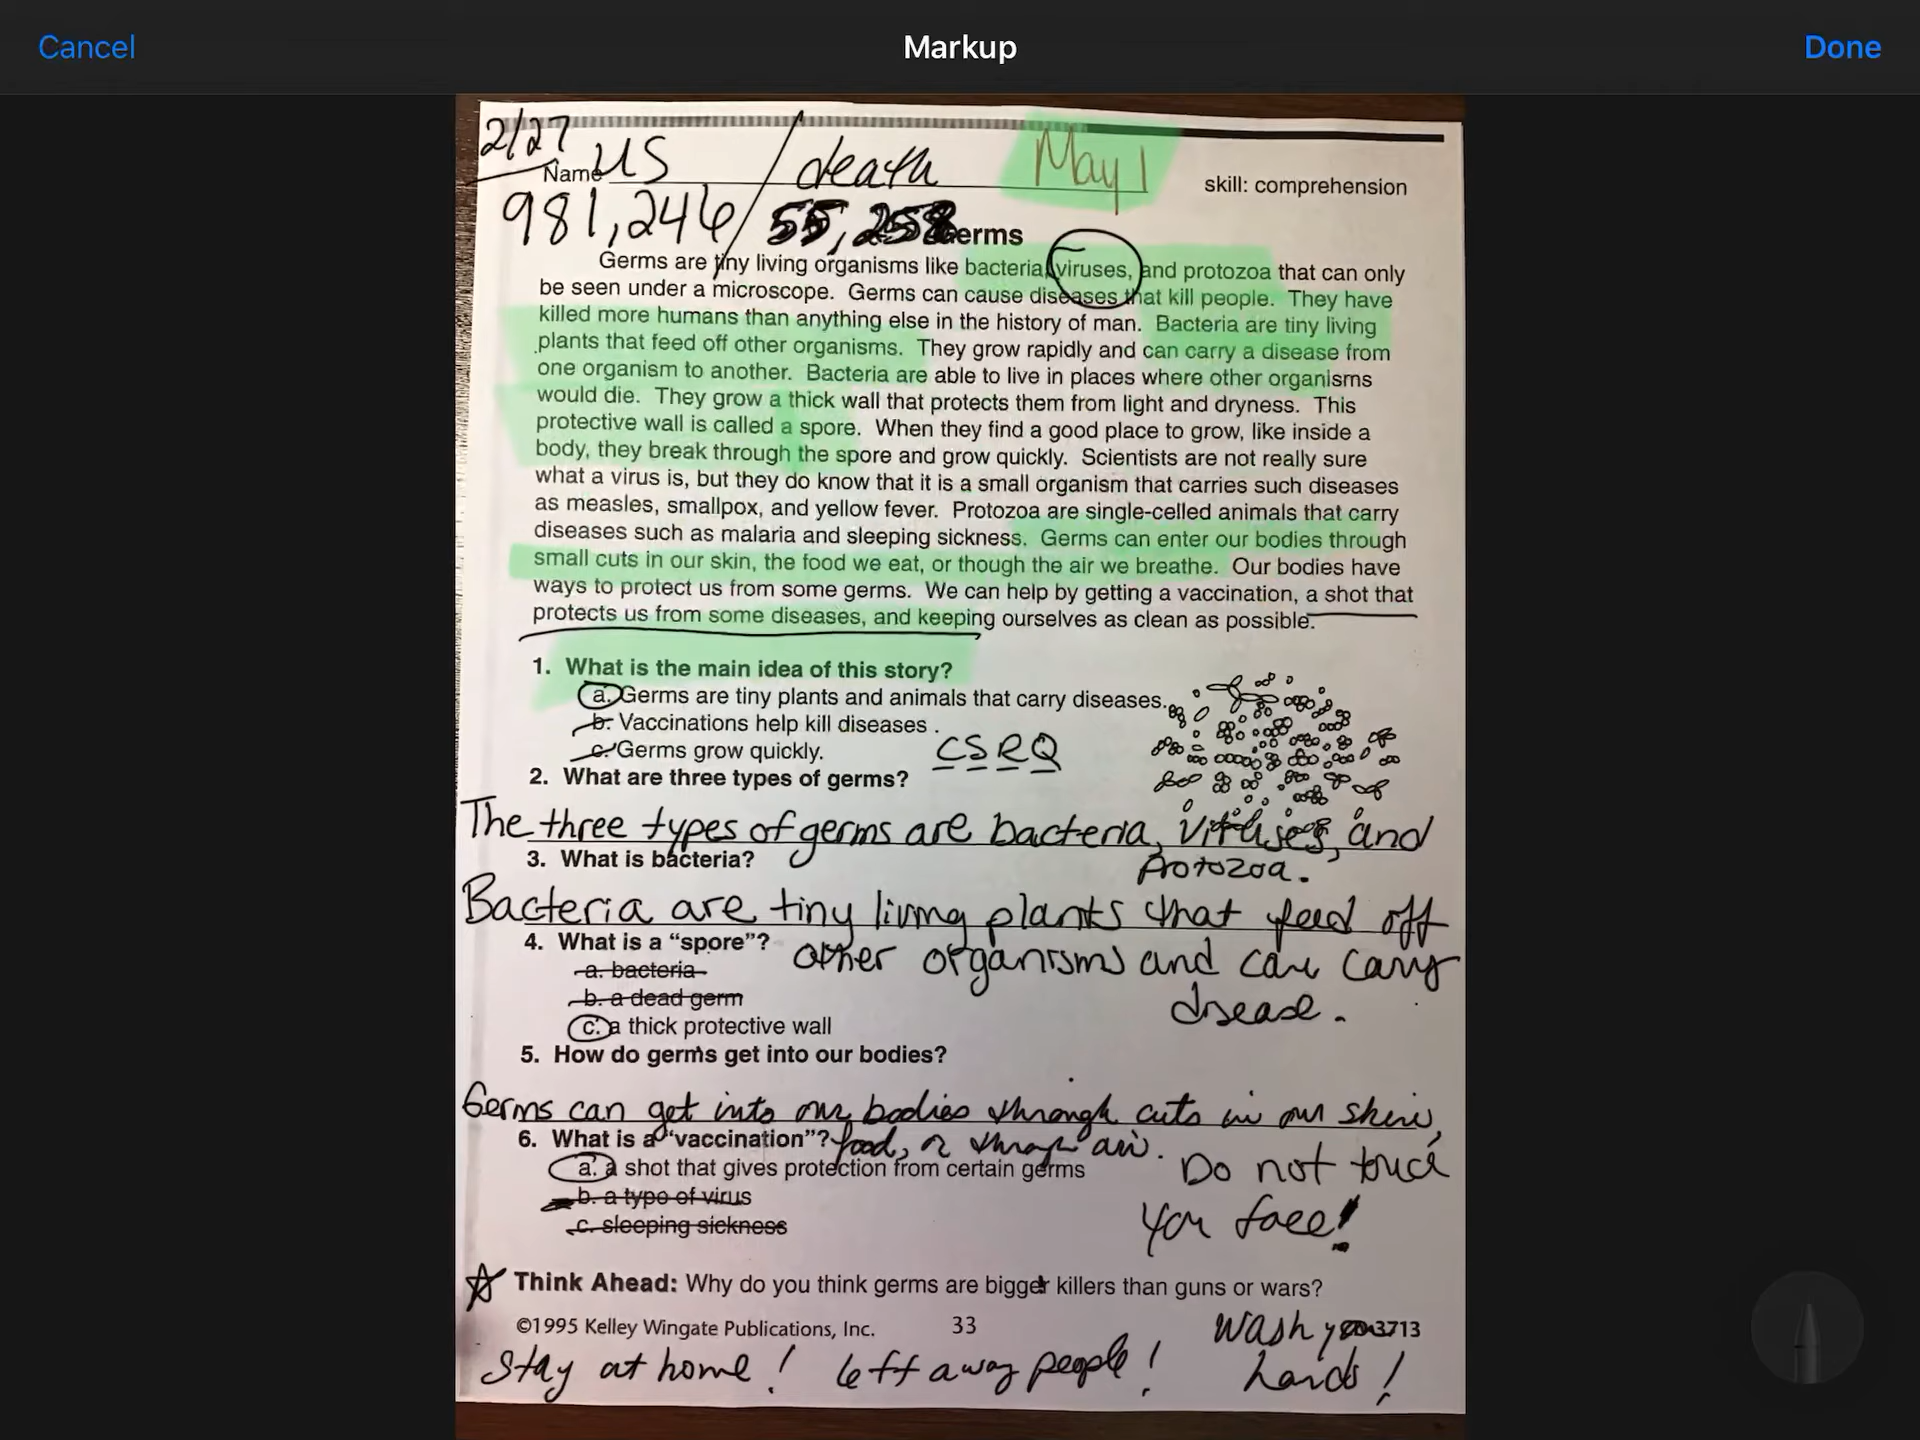 Cancel
Markup
Done
2/27
Name US / death May 1 skill: comprehension
981,246 / 55,258
Germs
Germs are tiny living organisms like bacteria, viruses, and protozoa that can only
be seen under a microscope. Germs can cause diseases that kill people. They have
killed more humans than anything else in the history of man. Bacteria are tiny living
plants that feed off other organisms. They grow rapidly and can carry a disease from
one organism to another. Bacteria are able to live in places where other organisms
would die. They grow a thick wall that protects them from light and dryness. This
protective wall is called a spore. When they find a good place to grow, like inside a
body, they break through the spore and grow quickly. Scientists are not really sure
what a virus is, but they do know that it is a small organism that carries such diseases
as measles, smallpox, and yellow fever. Protozoa are single-celled animals that carry
diseases such as malaria and sleeping sickness. Germs can enter our bodies through
small cuts in our skin, the food we eat, or though the air we breathe. Our bodies have
ways to protect us from some germs. We can help by getting a vaccination, a shot that
protects us from some diseases, and keeping ourselves as clean as possible.
1. What is the main idea of this story?
a. Germs are tiny plants and animals that carry diseases.
b. Vaccinations help kill diseases .
c. Germs grow quickly.
CSRQ
2. What are three types of germs?
The three types of germs are bacteria, viruses, and
Protozoa.
3. What is bacteria?
Bacteria are tiny living plants that feed off
other organisms and can carry
disease.
4. What is a “spore”?
a. bacteria
b. a dead germ
c. a thick protective wall
5. How do germs get into our bodies?
Germs can get into our bodies through cuts in our skin,
food, or through air.
6. What is a “vaccination”?
a. a shot that gives protection from certain germs
b. a type of virus
c. sleeping sickness
Do not touch
your face!
Think Ahead: Why do you think germs are bigger killers than guns or wars?
©1995 Kelley Wingate Publications, Inc. 33 3713
Wash your
hands!
Stay at home! away people!